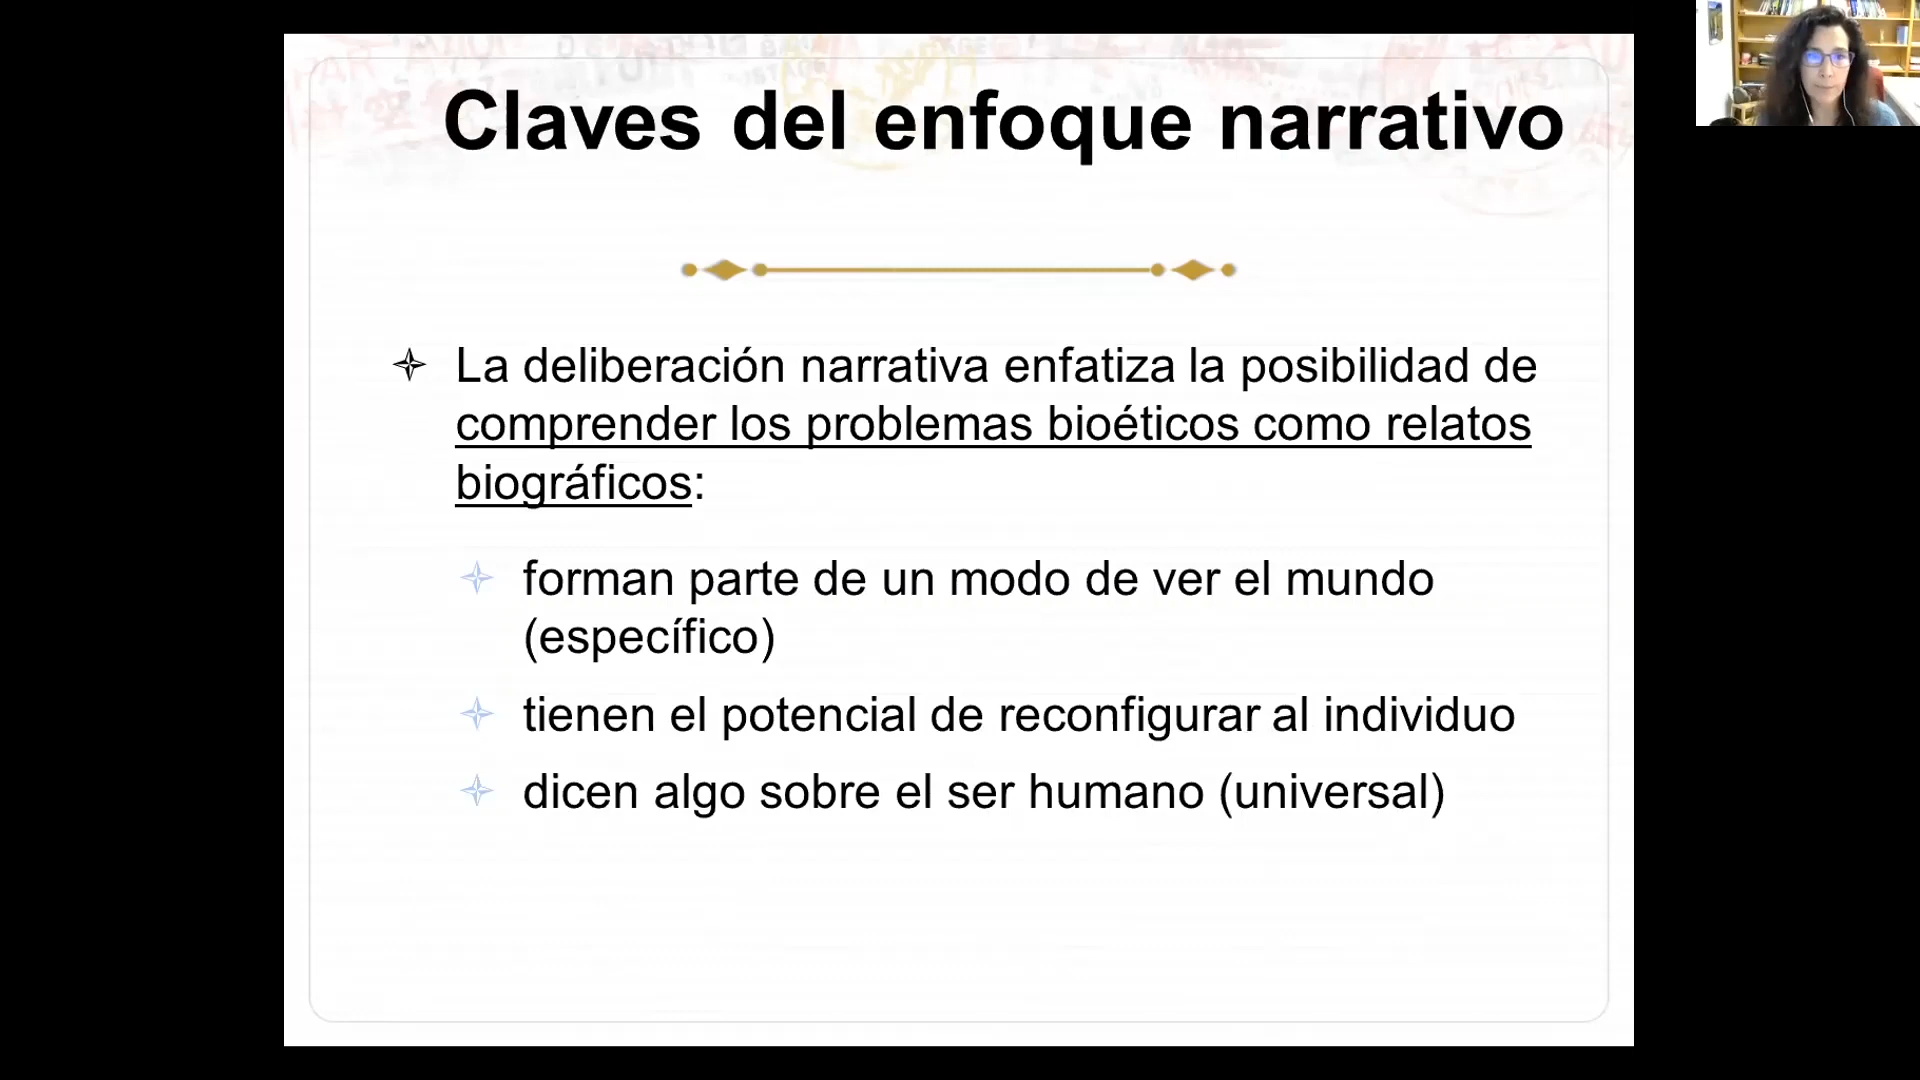 Claves del enfoque narrativo
La deliberación narrativa enfatiza la posibilidad de
comprender los problemas bioéticos como relatos
biográficos:
forman parte de un modo de ver el mundo
(específico)
tienen el potencial de reconfigurar al individuo
dicen algo sobre el ser humano (universal)